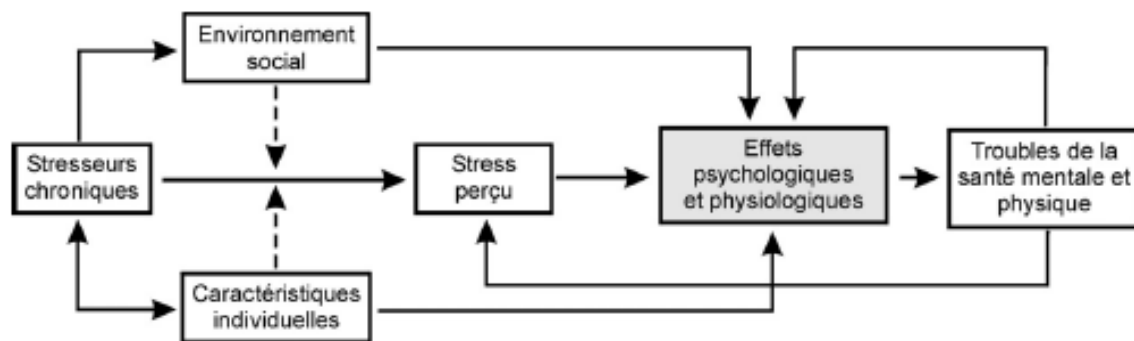 Environnement
social
Stresseurs
chroniques
Stress
perçu
Effets
psychologiques
et physiologiques
Troubles de la
santé mentale et
physique
Caractéristiques
individuelles